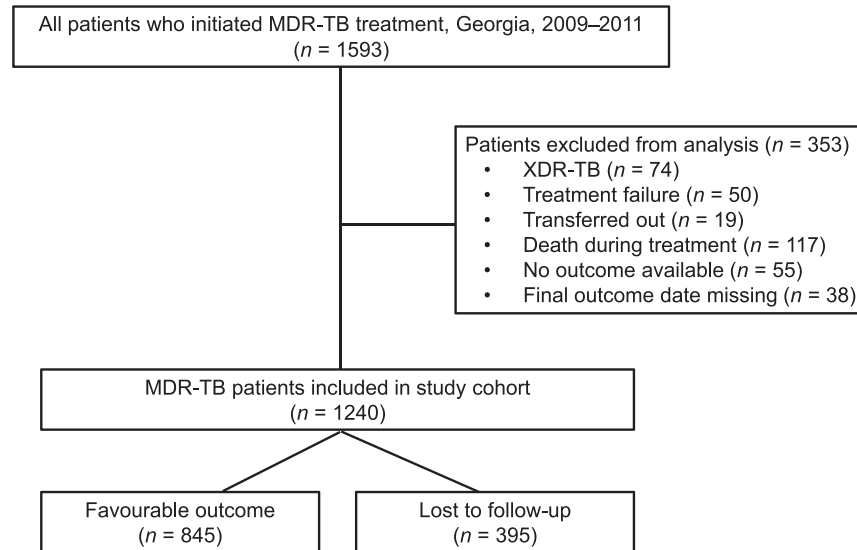 All patients who initiated MDR-TB treatment, Georgia, 2009–2011
(n = 1593)
Patients excluded from analysis (n = 353)
• XDR-TB (n = 74)
• Treatment failure (n = 50)
• Transferred out (n = 19)
• Death during treatment (n = 117)
• No outcome available (n = 55)
• Final outcome date missing (n = 38)
MDR-TB patients included in study cohort
(n = 1240)
Favourable outcome
(n = 845)
Lost to follow-up
(n = 395)